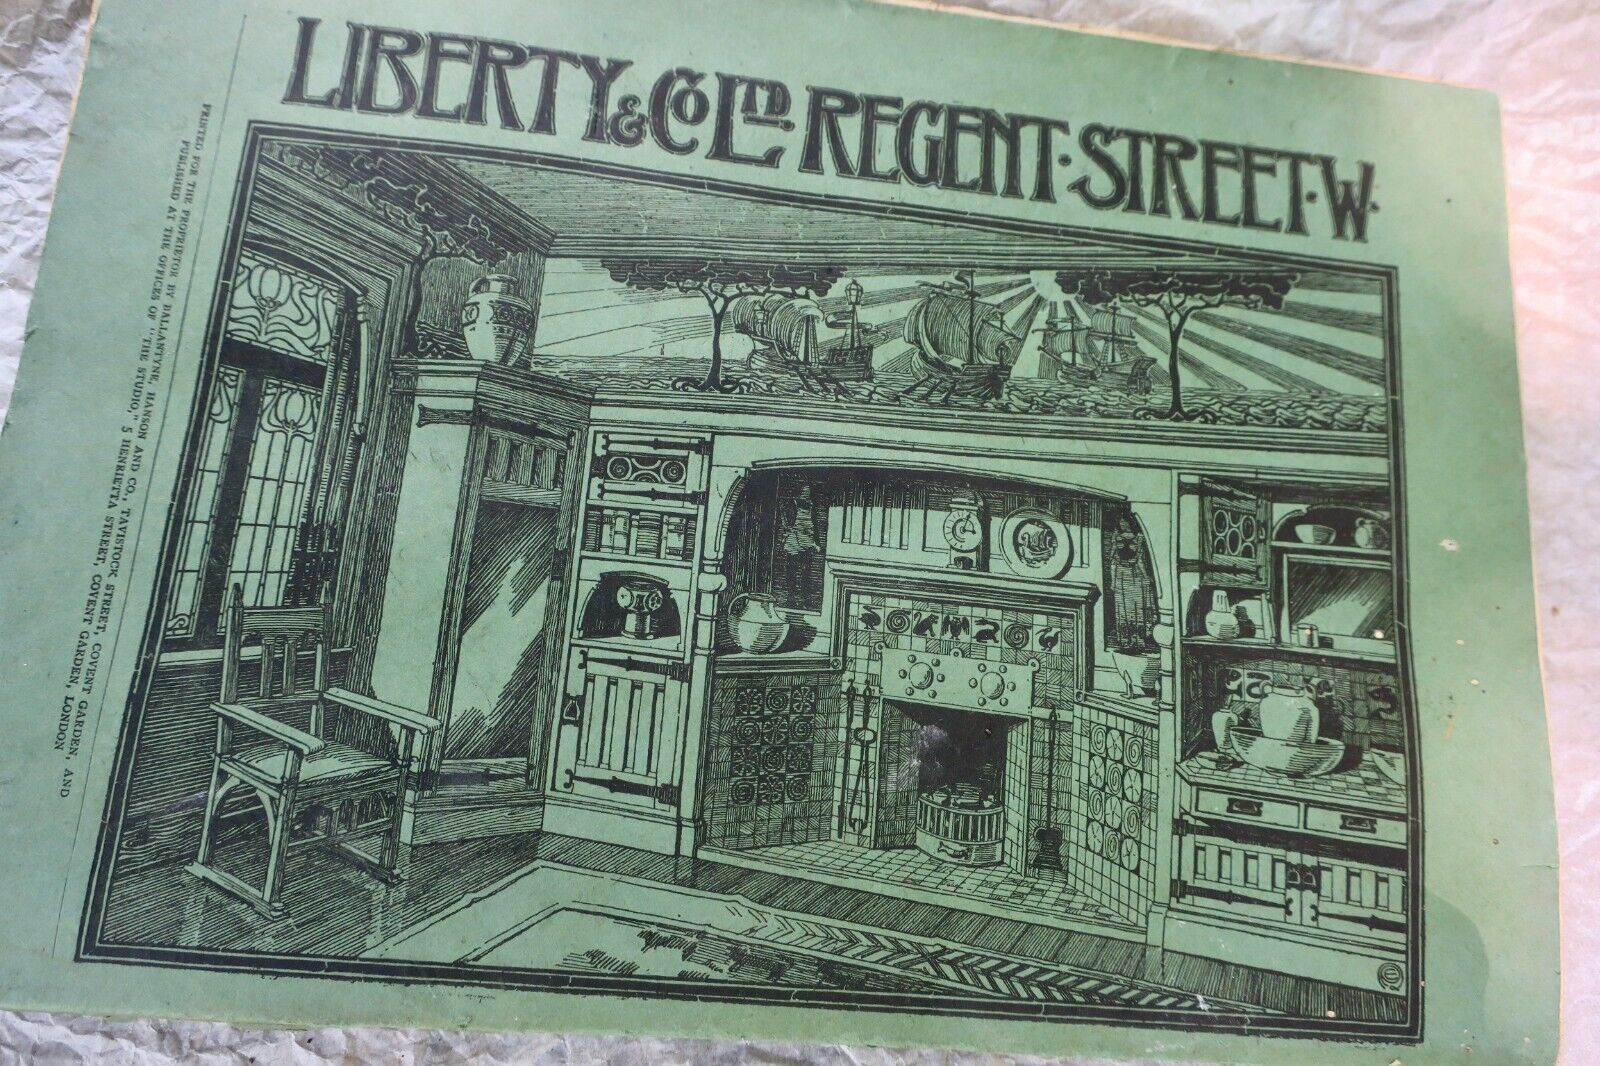 LIBERTY & Co LTD. REGENT·STREET·W·
PRINTED FOR THE PROPRIETOR BY BALLANTYNE, HANSON AND CO., TAVISTOCK STREET, COVENT GARDEN, AND
PUBLISHED AT THE OFFICES OF "THE STUDIO," 5 HENRIETTA STREET, COVENT GARDEN, LONDON